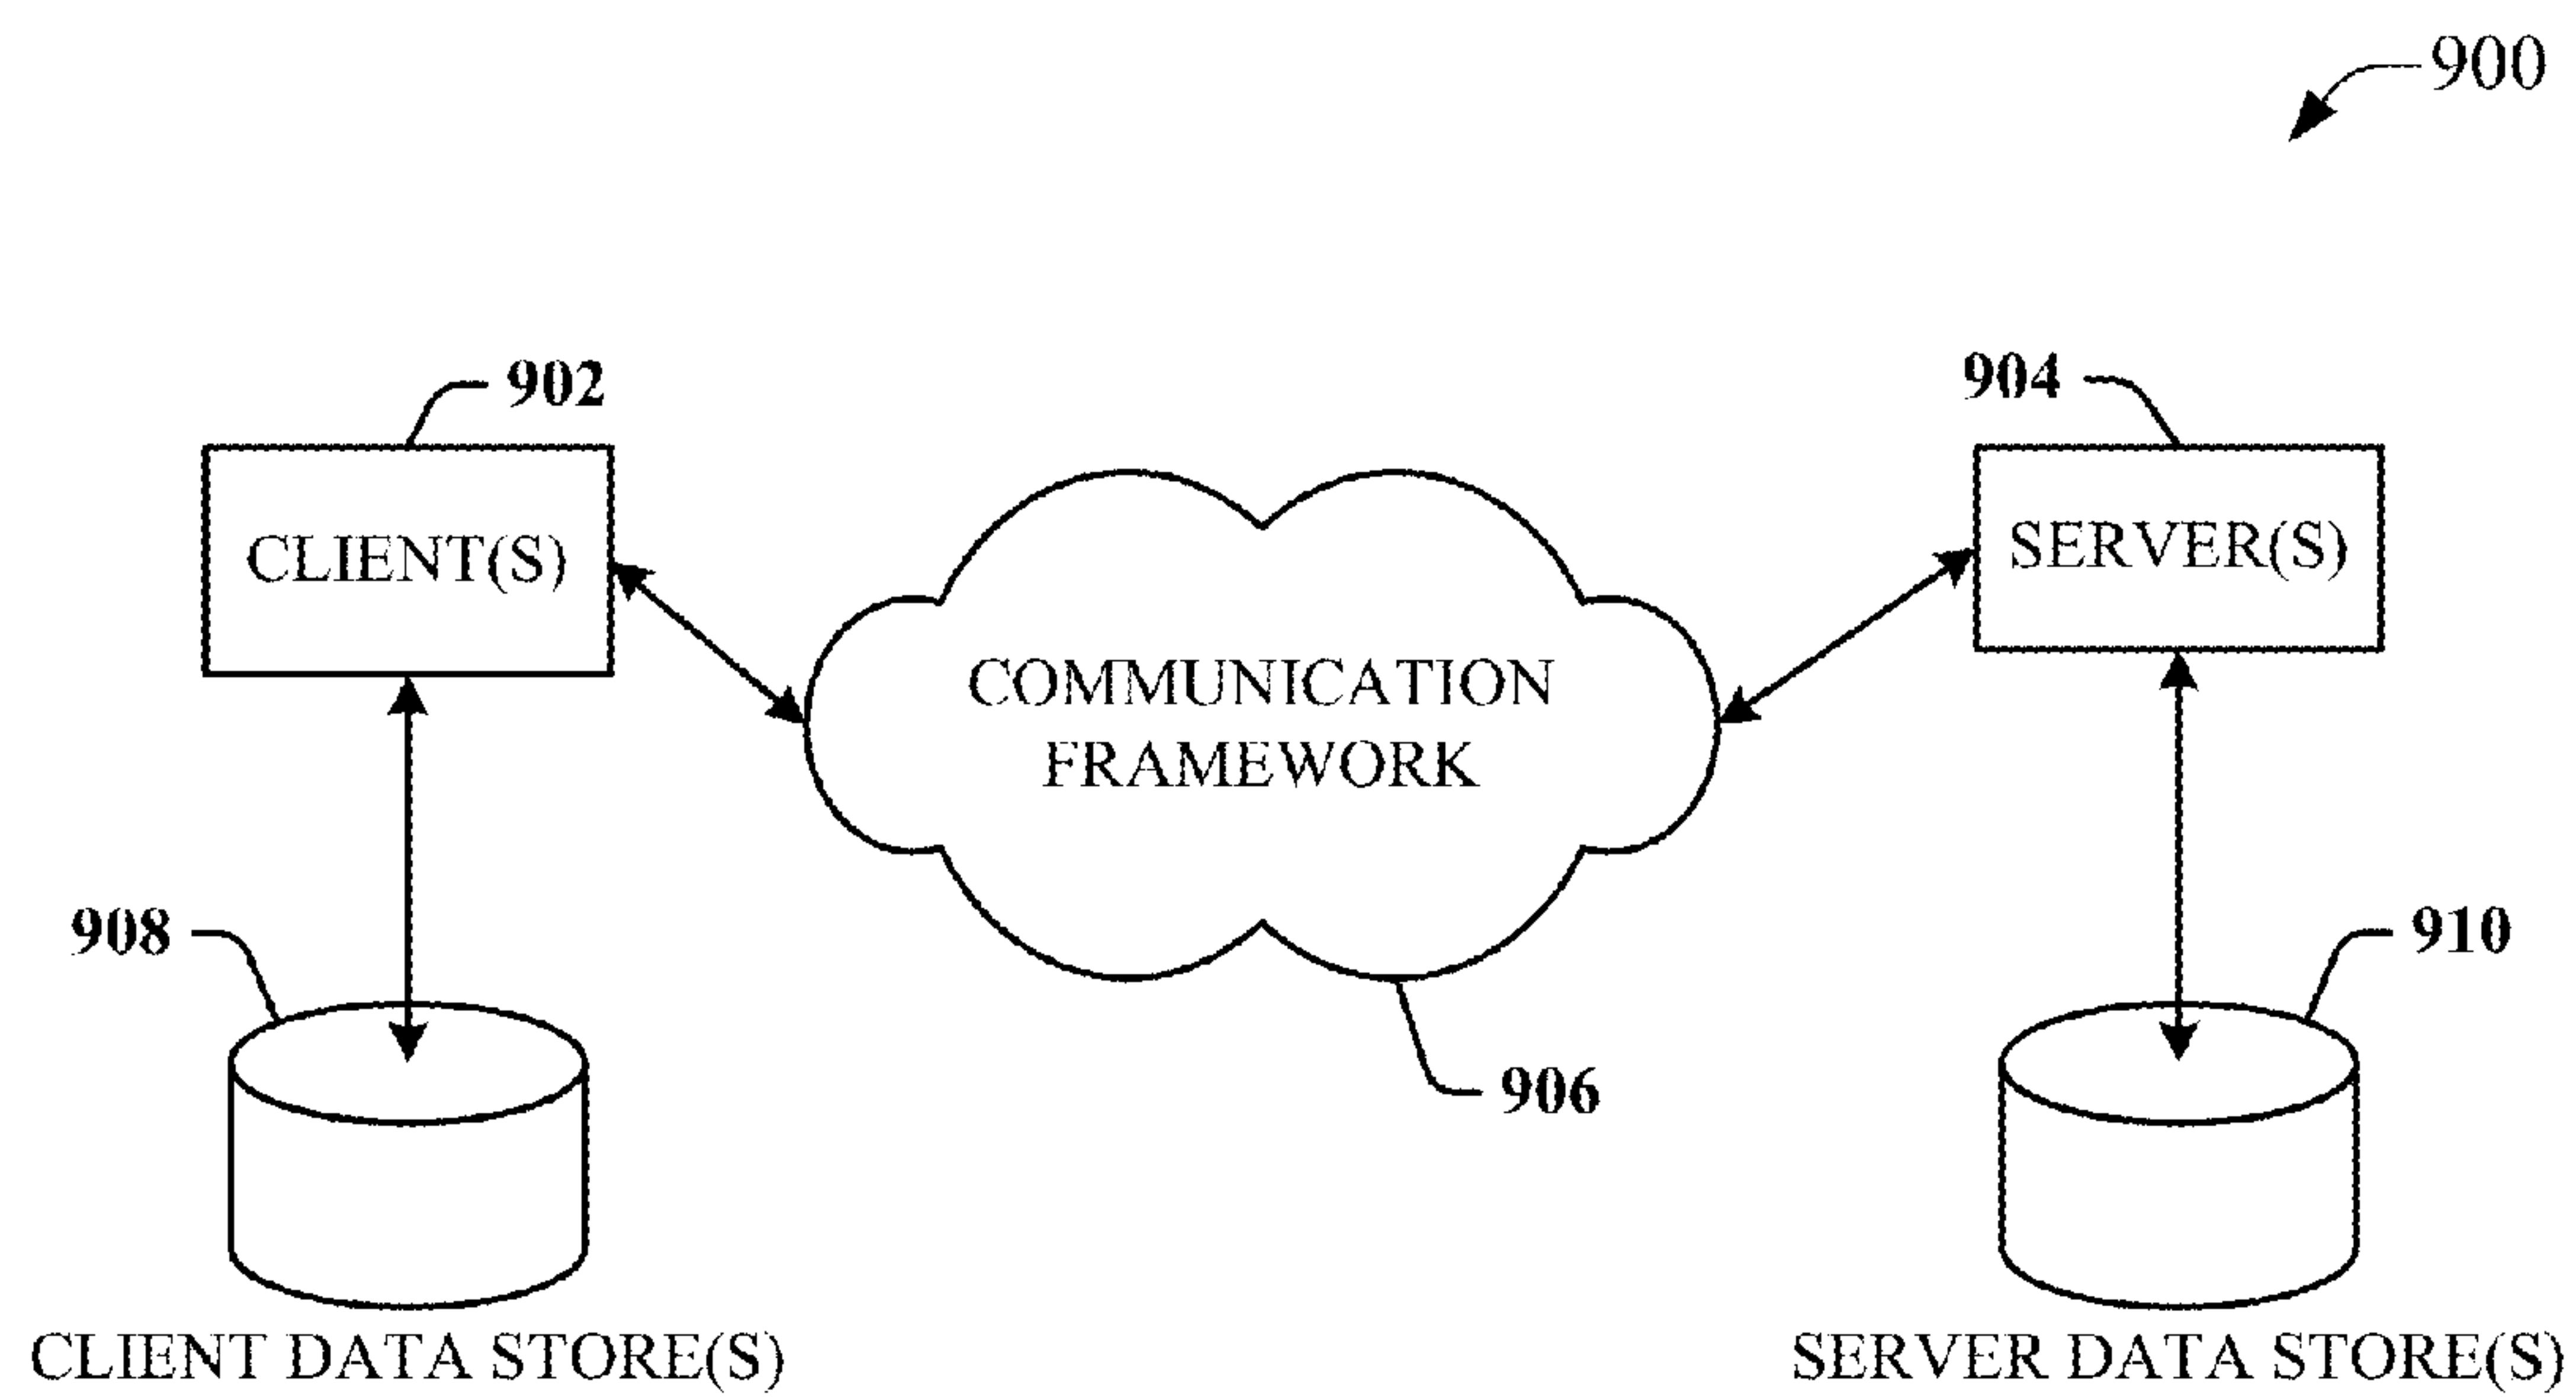 900
902
904
CLIENT(S)
SERVER(S)
COMMUNICATION
FRAMEWORK
908
910
906
CLIENT DATA STORE(S)
SERVER DATA STORE(S)